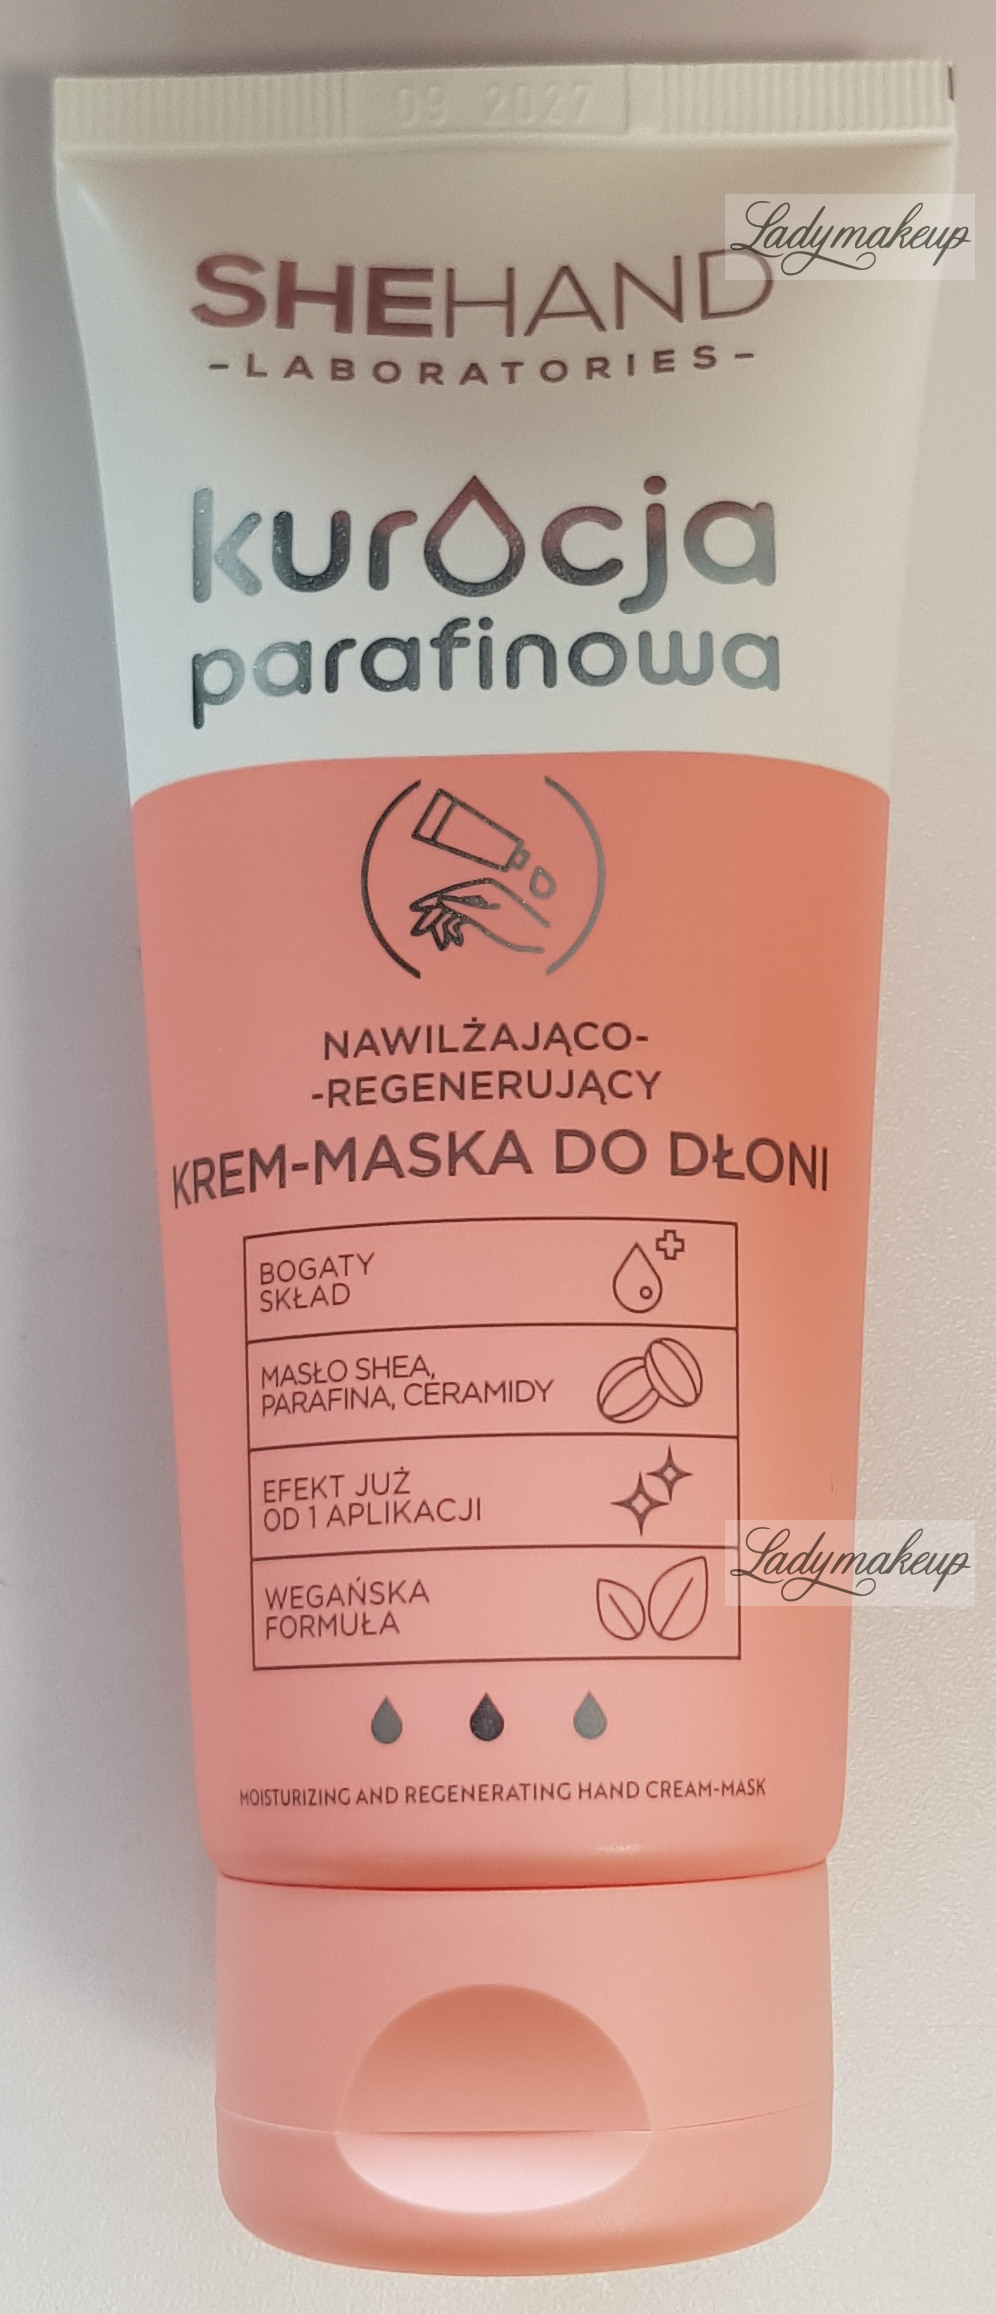 09 2027
Ladymakeup
SHEHAND
-LABORATORIES-
kuracja
parafinowa
NAWILŻAJĄCO-
-REGENERUJĄCY
KREM-MASKA DO DŁONI
BOGATY
SKŁAD
MASŁO SHEA,
PARAFINA, CERAMIDY
EFEKT JUŻ
OD 1 APLIKACJI
Ladymakeup
WEGAŃSKA
FORMUŁA
MOISTURIZING AND REGENERATING HAND CREAM-MASK